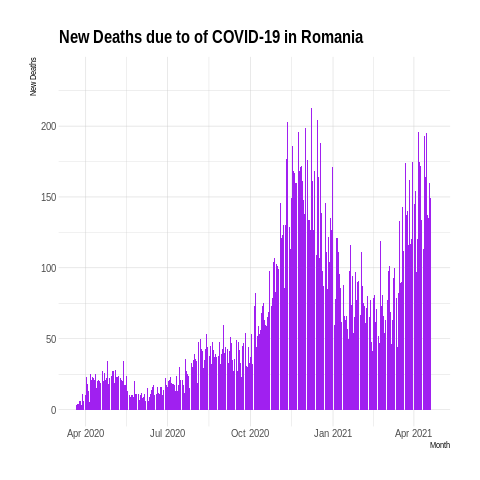 New Deaths due to of COVID-19 in Romania
New Deaths
200
150
100
50
0
Apr 2020
Jul 2020
Oct 2020
Jan 2021
Apr 2021
Month